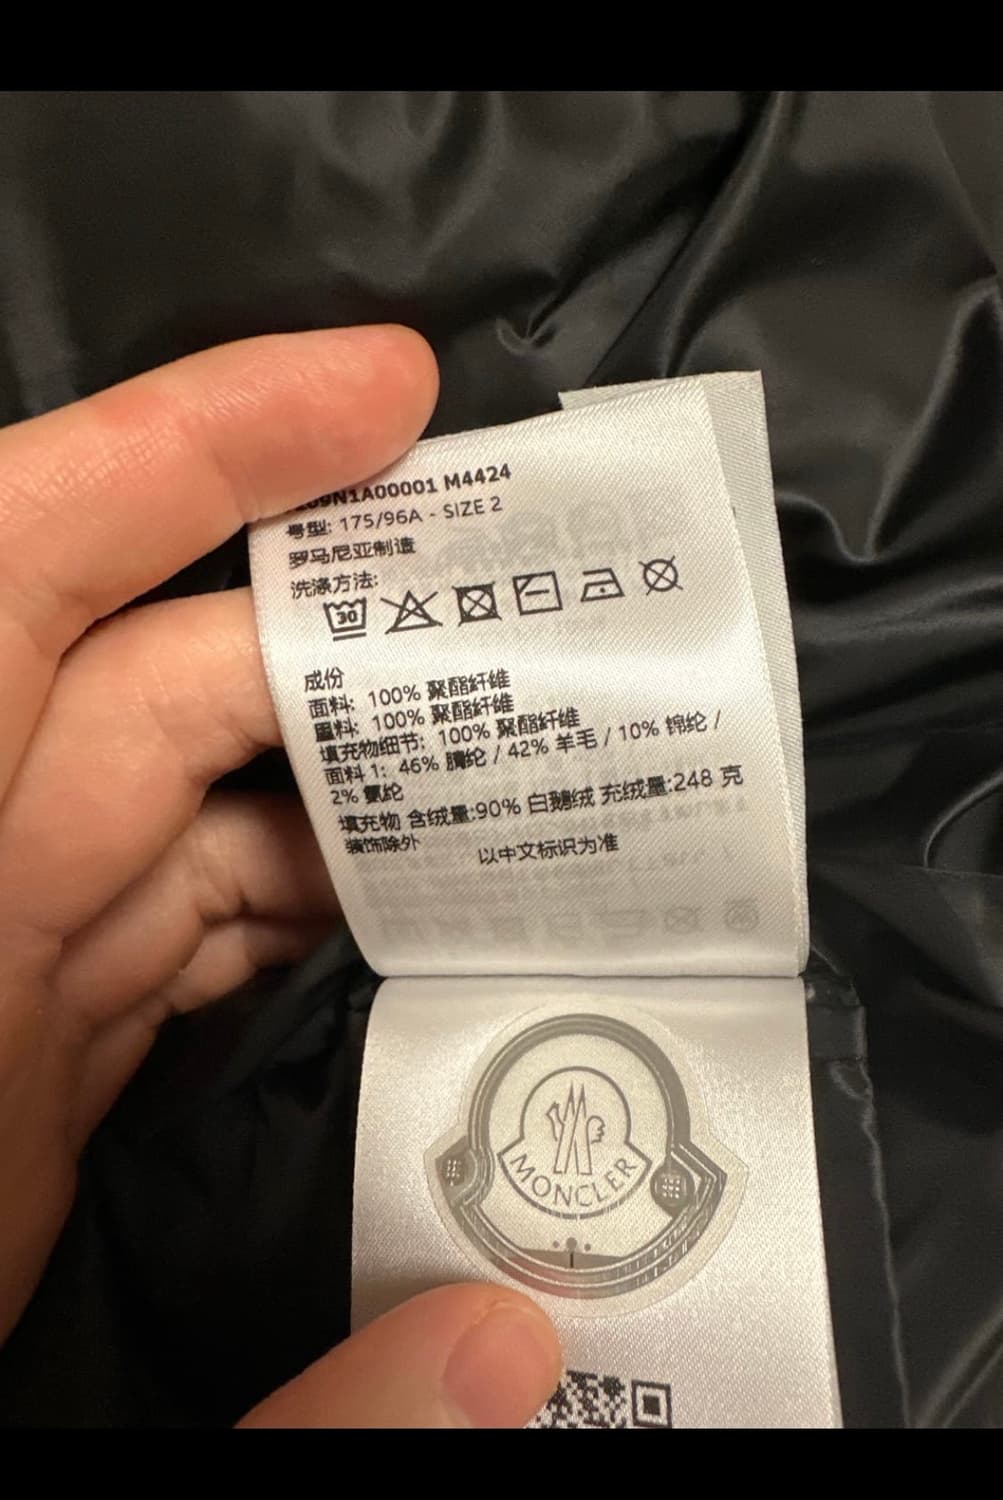 09N1A00001 M4424
号型: 175/96A - SIZE 2
罗马尼亚制造
洗涤方法:
30
成份
面料: 100% 聚酯纤维
里料: 100% 聚酯纤维
填充物细节: 100% 聚酯纤维
面料 1: 46% 腈纶 / 42% 羊毛 / 10% 锦纶 /
2% 氨纶
填充物 含绒量:90% 白鹅绒 充绒量:248 克
装饰除外
以中文标识为准
MONCLER